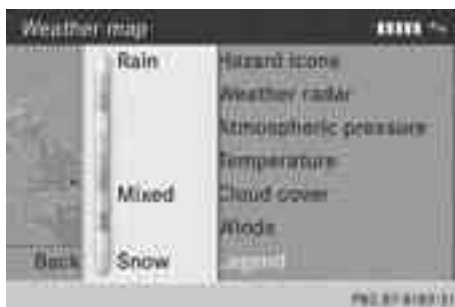 Weather map
Rain
Hazard icons
Weather radar
Atmospheric pressure
Temperature
Mixed
Cloud cover
Winds
Back
Snow
Legend